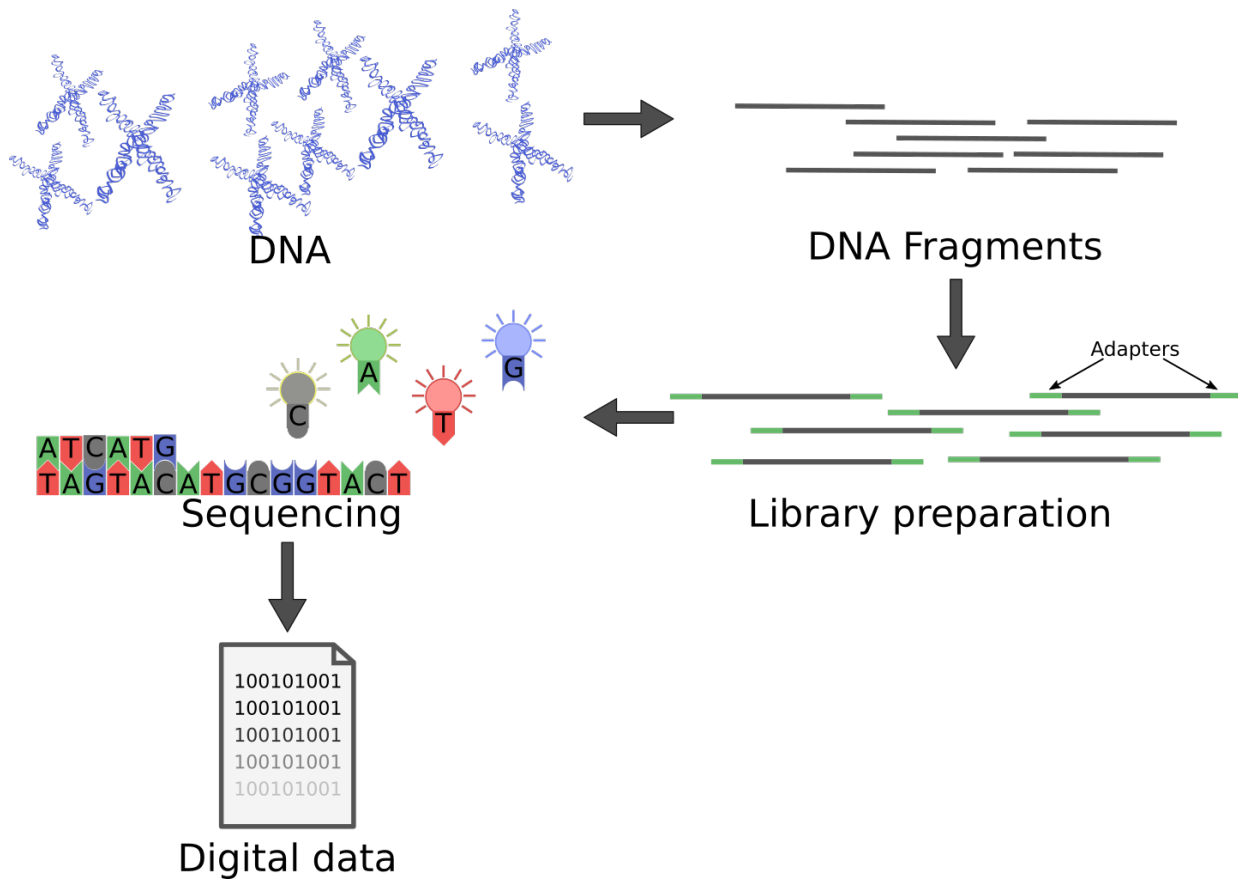 DNA
DNA Fragments
Adapters
Library preparation
C
A
T
G
ATCATG
TAGTACATGCGGTACT
Sequencing
100101001
100101001
100101001
100101001
100101001
Digital data